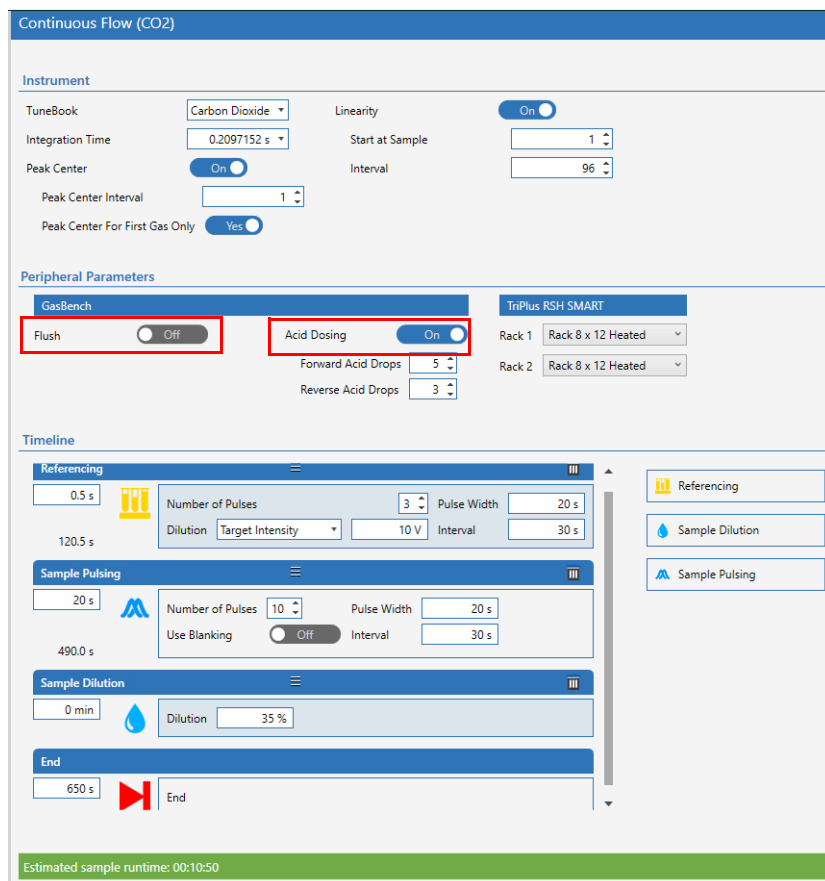 Continuous Flow (CO2)
Instrument
TuneBook Carbon Dioxide Linearity On
Integration Time 0.2097152 s Start at Sample 1
Peak Center On Interval 96
Peak Center Interval 1
Peak Center For First Gas Only Yes
Peripheral Parameters
GasBench TriPlus RSH SMART
Flush Off Acid Dosing On Rack 1 Rack 8 x 12 Heated
Forward Acid Drops 5 Rack 2 Rack 8 x 12 Heated
Reverse Acid Drops 3
Timeline
Referencing
0.5 s Number of Pulses 3 Pulse Width 20 s
Dilution Target Intensity 10 V Interval 30 s
120.5 s
Sample Pulsing
20 s Number of Pulses 10 Pulse Width 20 s
Use Blanking Off Interval 30 s
490.0 s
Sample Dilution
0 min Dilution 35 %
End
650 s End
Referencing
Sample Dilution
Sample Pulsing
Estimated sample runtime: 00:10:50